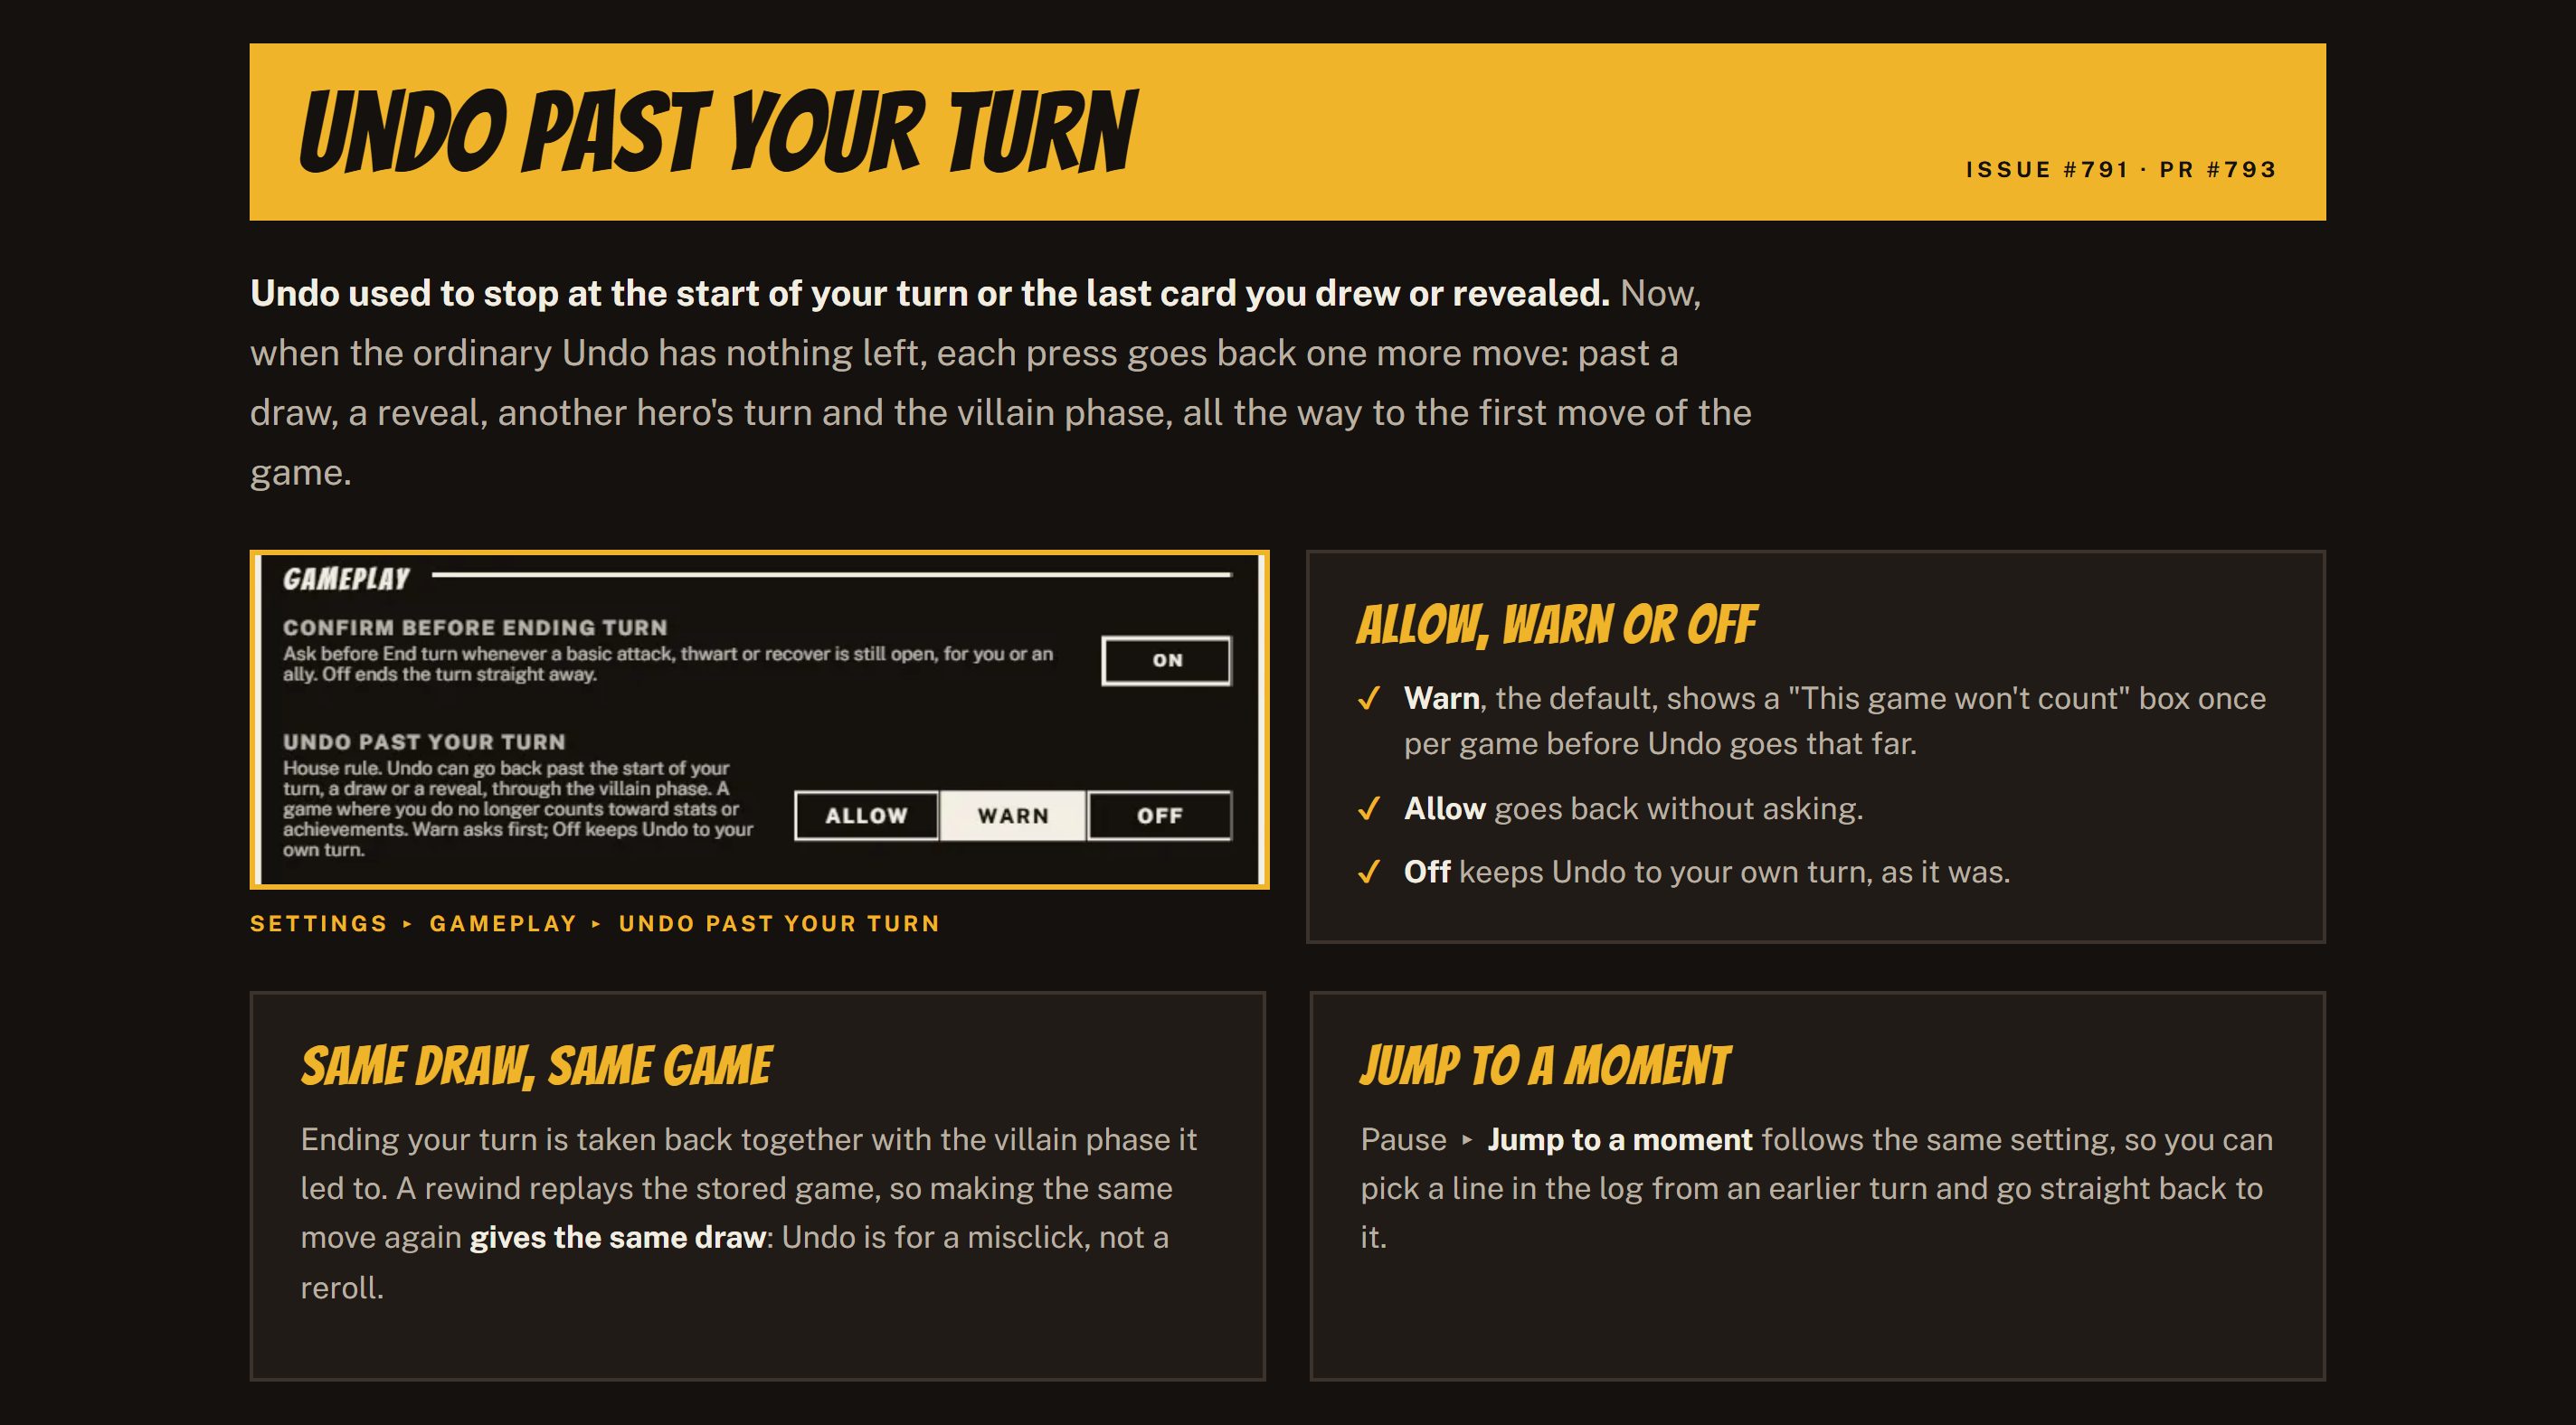 UNDO PAST YOUR TURN
ISSUE #791 · PR #793
Undo used to stop at the start of your turn or the last card you drew or revealed. Now,
when the ordinary Undo has nothing left, each press goes back one more move: past a
draw, a reveal, another hero's turn and the villain phase, all the way to the first move of the
game.
GAMEPLAY
CONFIRM BEFORE ENDING TURN
Ask before End turn whenever a basic attack, thwart or recover is still open, for you or an
ally. Off ends the turn straight away.
ON
UNDO PAST YOUR TURN
House rule. Undo can go back past the start of your
turn, a draw or a reveal, through the villain phase. A
game where you do no longer counts toward stats or
achievements. Warn asks first; Off keeps Undo to your
own turn.
ALLOW WARN OFF
SETTINGS ▸ GAMEPLAY ▸ UNDO PAST YOUR TURN
ALLOW, WARN OR OFF
✓ Warn, the default, shows a "This game won't count" box once
per game before Undo goes that far.
✓ Allow goes back without asking.
✓ Off keeps Undo to your own turn, as it was.
SAME DRAW, SAME GAME
Ending your turn is taken back together with the villain phase it
led to. A rewind replays the stored game, so making the same
move again gives the same draw: Undo is for a misclick, not a
reroll.
JUMP TO A MOMENT
Pause ▸ Jump to a moment follows the same setting, so you can
pick a line in the log from an earlier turn and go straight back to
it.